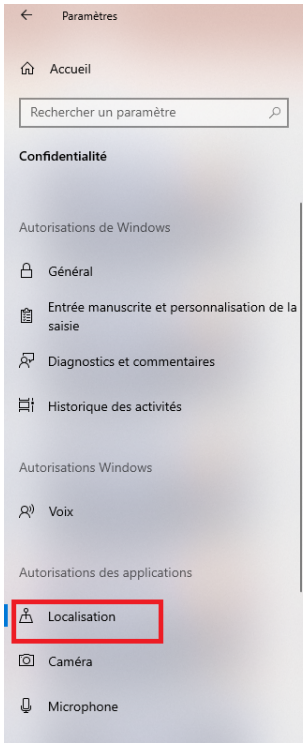 Paramètres
Accueil
Rechercher un paramètre
Confidentialité
Autorisations de Windows
Général
Entrée manuscrite et personnalisation de la
saisie
Diagnostics et commentaires
Historique des activités
Autorisations Windows
Voix
Autorisations des applications
Localisation
Caméra
Microphone